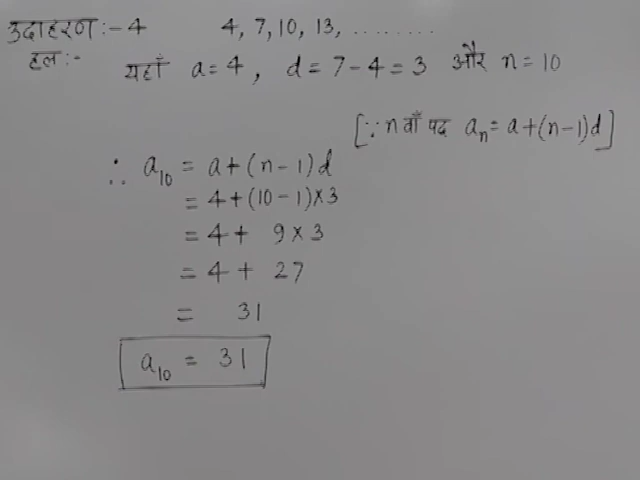 उदाहरण:- 4 4, 7, 10, 13, ........
हल:- यहाँ a = 4 , d = 7 - 4 = 3 और n = 10
[∵ n वाँ पद aₙ = a + (n - 1)d]
∴ a₁₀ = a + (n - 1)d
= 4 + (10 - 1) × 3
= 4 + 9 × 3
= 4 + 27
= 31
a₁₀ = 31